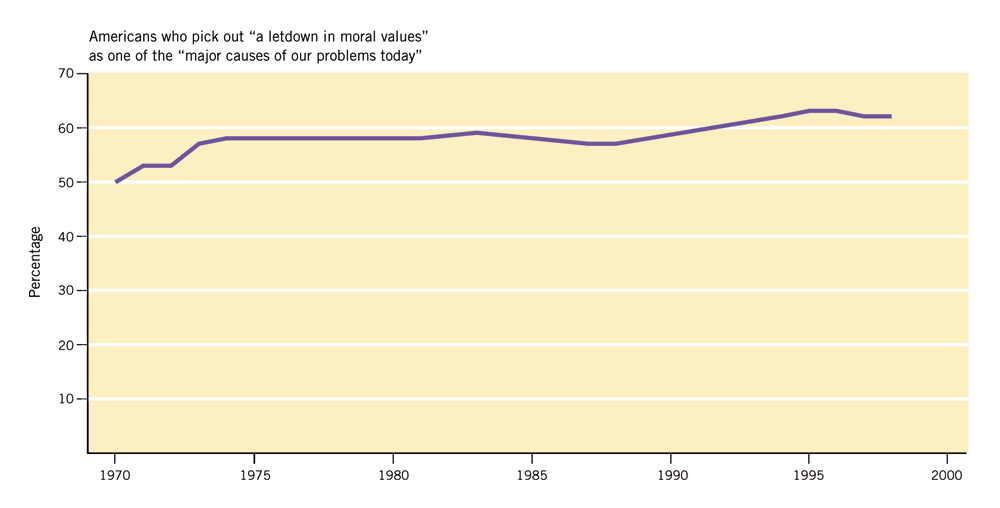 Americans who pick out “a letdown in moral values”
as one of the “major causes of our problems today”
70
60
50
40
30
20
10
Percentage
1970 1975 1980 1985 1990 1995 2000